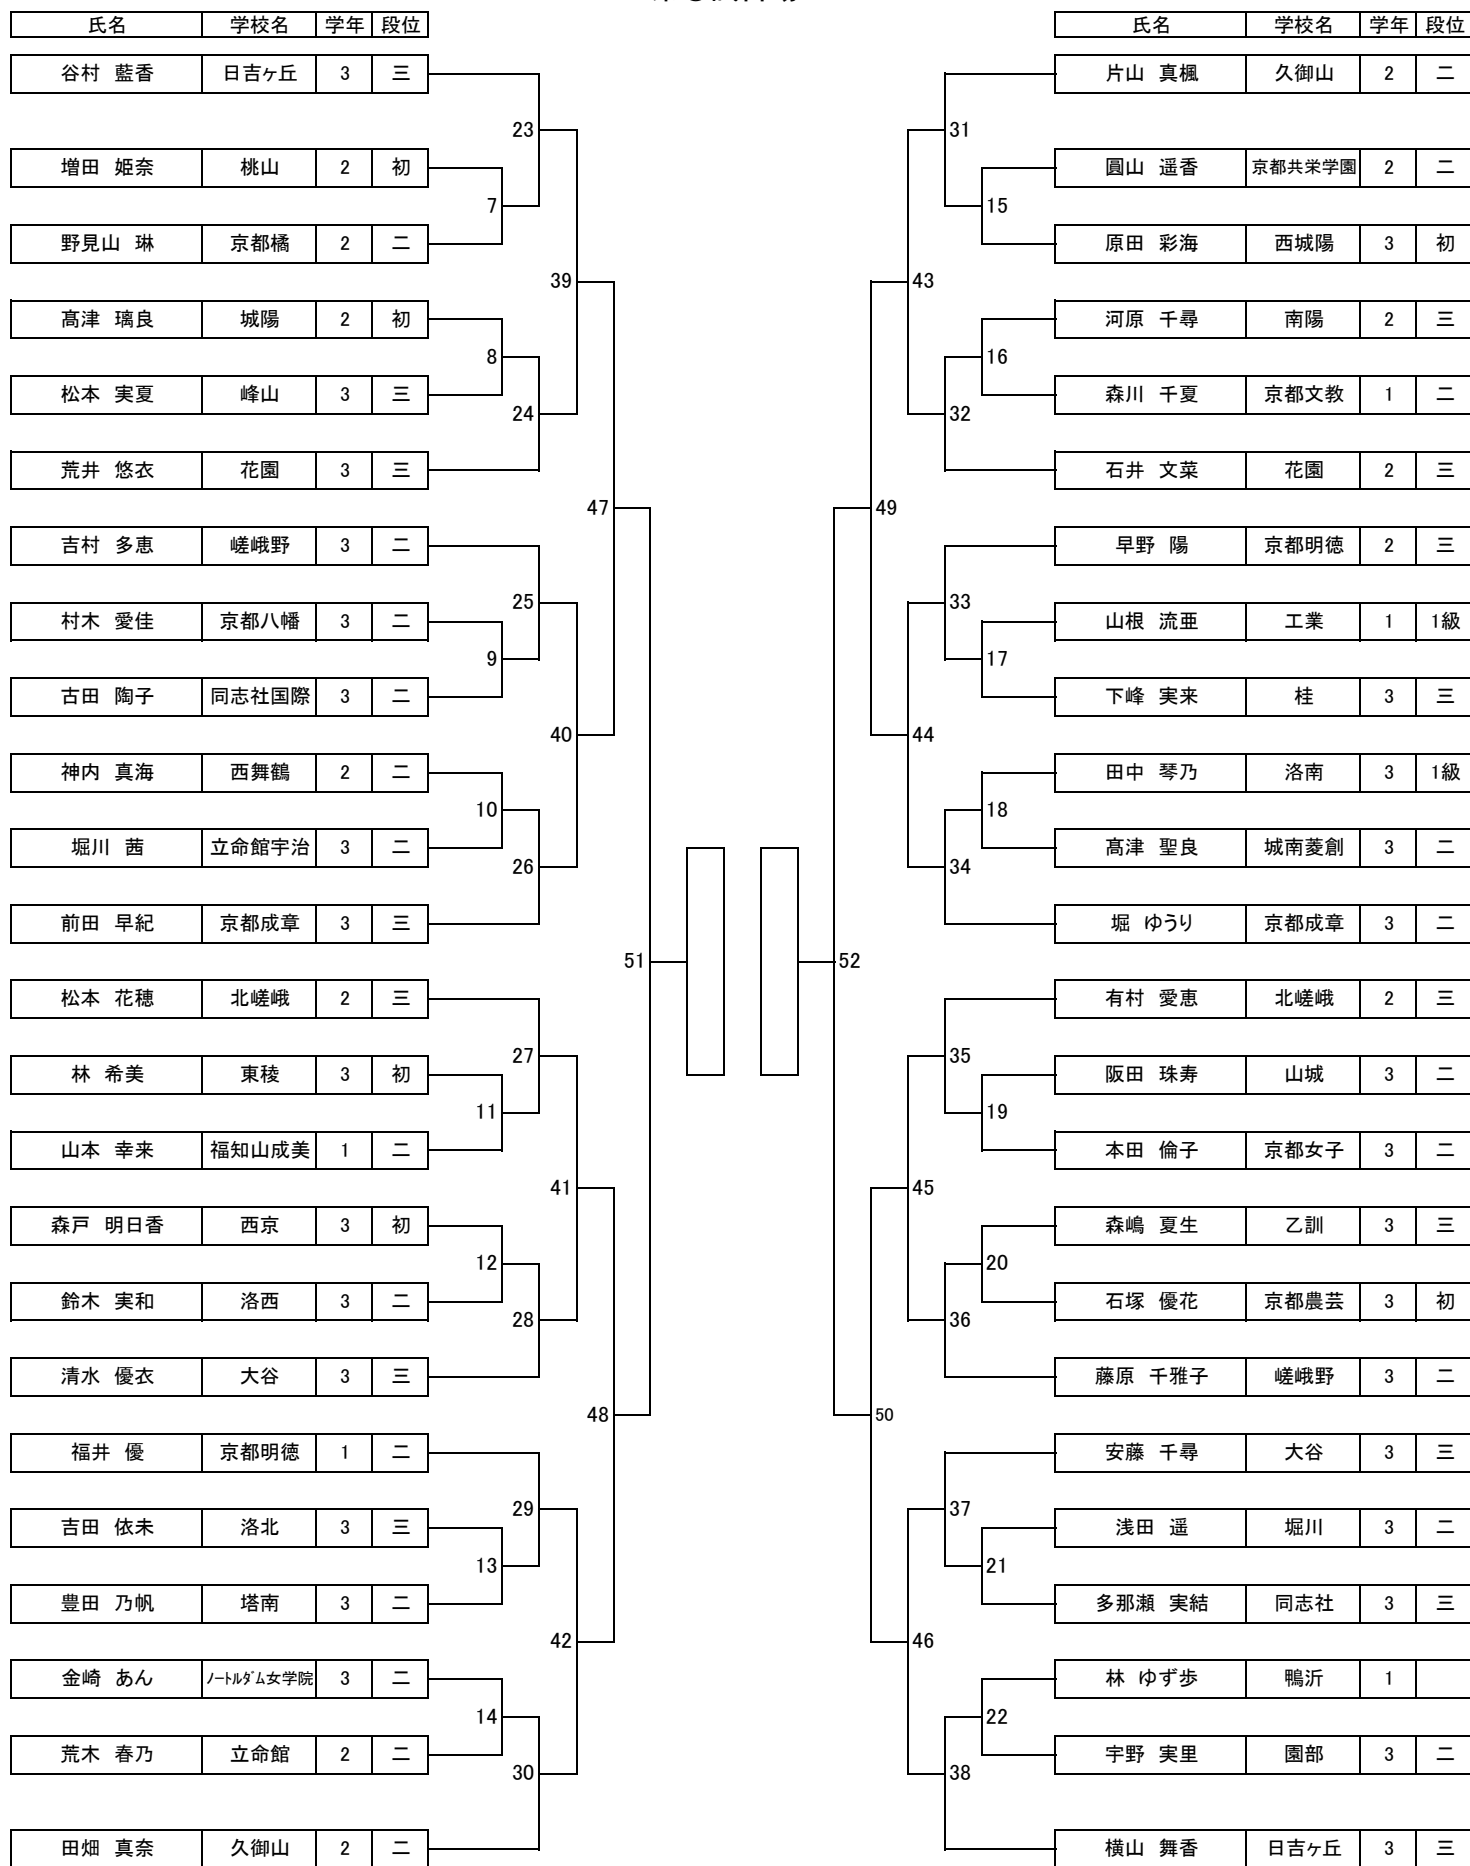 氏名 学校名 学年 段位
谷村 藍香 日吉ヶ丘 3 三
23
増田 姫奈 桃山 2 初
7
野見山 琳 京都橘 2 二
39
髙津 璃良 城陽 2 初
8
松本 実夏 峰山 3 三
24
荒井 悠衣 花園 3 三
47
吉村 多恵 嵯峨野 3 二
25
村木 愛佳 京都八幡 3 二
9
古田 陶子 同志社国際 3 二
40
神内 真海 西舞鶴 2 二
10
堀川 茜 立命館宇治 3 二
26
前田 早紀 京都成章 3 三
51
松本 花穂 北嵯峨 2 三
27
林 希美 東稜 3 初
11
山本 幸来 福知山成美 1 二
41
森戸 明日香 西京 3 初
12
鈴木 実和 洛西 3 二
28
清水 優衣 大谷 3 三
48
福井 優 京都明徳 1 二
29
吉田 依未 洛北 3 三
13
豊田 乃帆 塔南 3 二
42
金崎 あん ノートルダム女学院 3 二
14
荒木 春乃 立命館 2 二
30
田畑 真奈 久御山 2 二
氏名 学校名 学年 段位
片山 真楓 久御山 2 二
31
圓山 遥香 京都共栄学園 2 二
15
原田 彩海 西城陽 3 初
43
河原 千尋 南陽 2 三
16
森川 千夏 京都文教 1 二
32
石井 文菜 花園 2 三
49
早野 陽 京都明徳 2 三
33
山根 流亜 工業 1 1級
17
下峰 実来 桂 3 三
44
田中 琴乃 洛南 3 1級
18
髙津 聖良 城南菱創 3 二
34
堀 ゆうり 京都成章 3 二
52
有村 愛恵 北嵯峨 2 三
35
阪田 珠寿 山城 3 二
19
本田 倫子 京都女子 3 二
45
森嶋 夏生 乙訓 3 三
20
石塚 優花 京都農芸 3 初
36
藤原 千雅子 嵯峨野 3 二
50
安藤 千尋 大谷 3 三
37
浅田 遥 堀川 3 二
21
多那瀬 実結 同志社 3 三
46
林 ゆず歩 鴨沂 1
22
宇野 実里 園部 3 二
38
横山 舞香 日吉ヶ丘 3 三